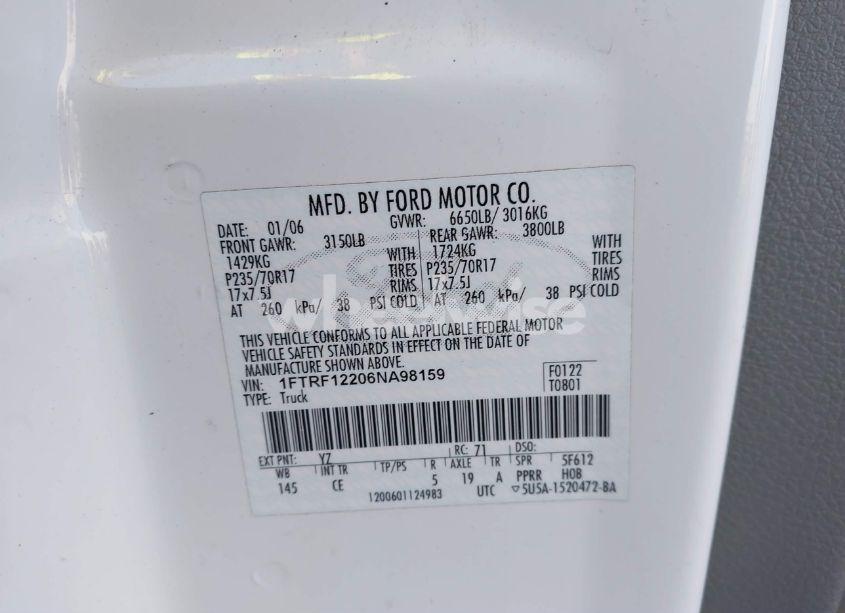 MFD. BY FORD MOTOR CO.
DATE: 01/06 GVWR: 6650LB/ 3016KG
FRONT GAWR: 3150LB REAR GAWR: 3800LB
1429KG WITH 1724KG WITH
P235/70R17 TIRES P235/70R17 TIRES
17x7.5J RIMS 17x7.5J RIMS
AT 260 kPa/ 38 PSI COLD AT 260 kPa/ 38 PSI COLD
wheelwise
THIS VEHICLE CONFORMS TO ALL APPLICABLE FEDERAL MOTOR
VEHICLE SAFETY STANDARDS IN EFFECT ON THE DATE OF
MANUFACTURE SHOWN ABOVE.
VIN: 1FTRF12206NA98159 F0122
TYPE: Truck T0801
EXT PNT: YZ RC: 71 DSO:
WB INT TR TP/PS R AXLE TR SPR 5F612
145 CE 5 19 A PPRR H0B
1200601124983 UTC 5U5A-1520472-BA